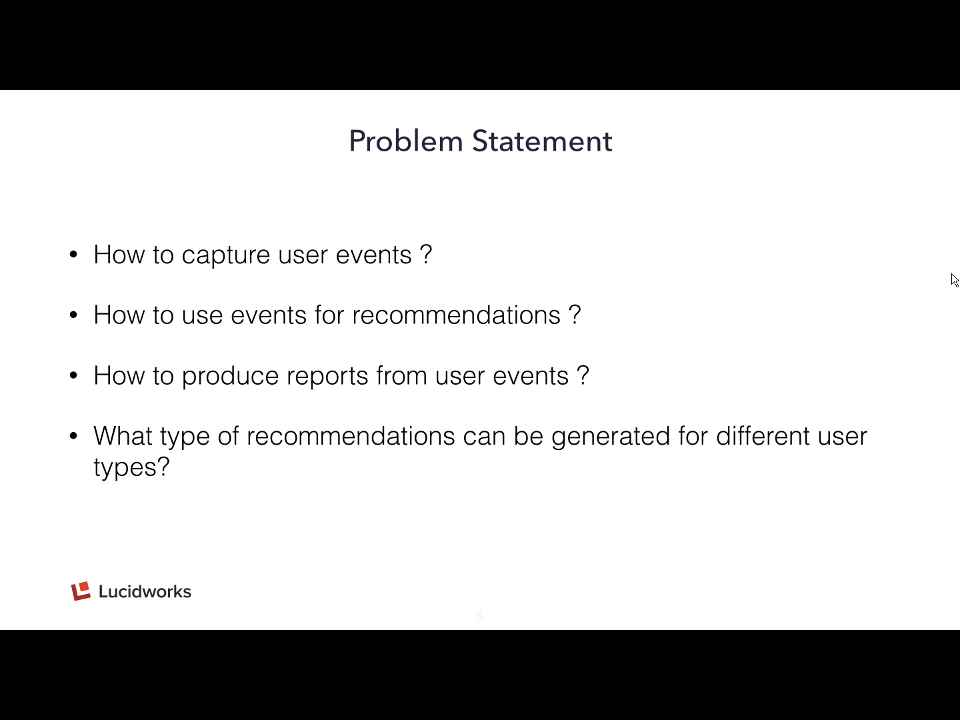 Problem Statement
• How to capture user events ?
• How to use events for recommendations ?
• How to produce reports from user events ?
• What type of recommendations can be generated for different user
types?
Lucidworks
5